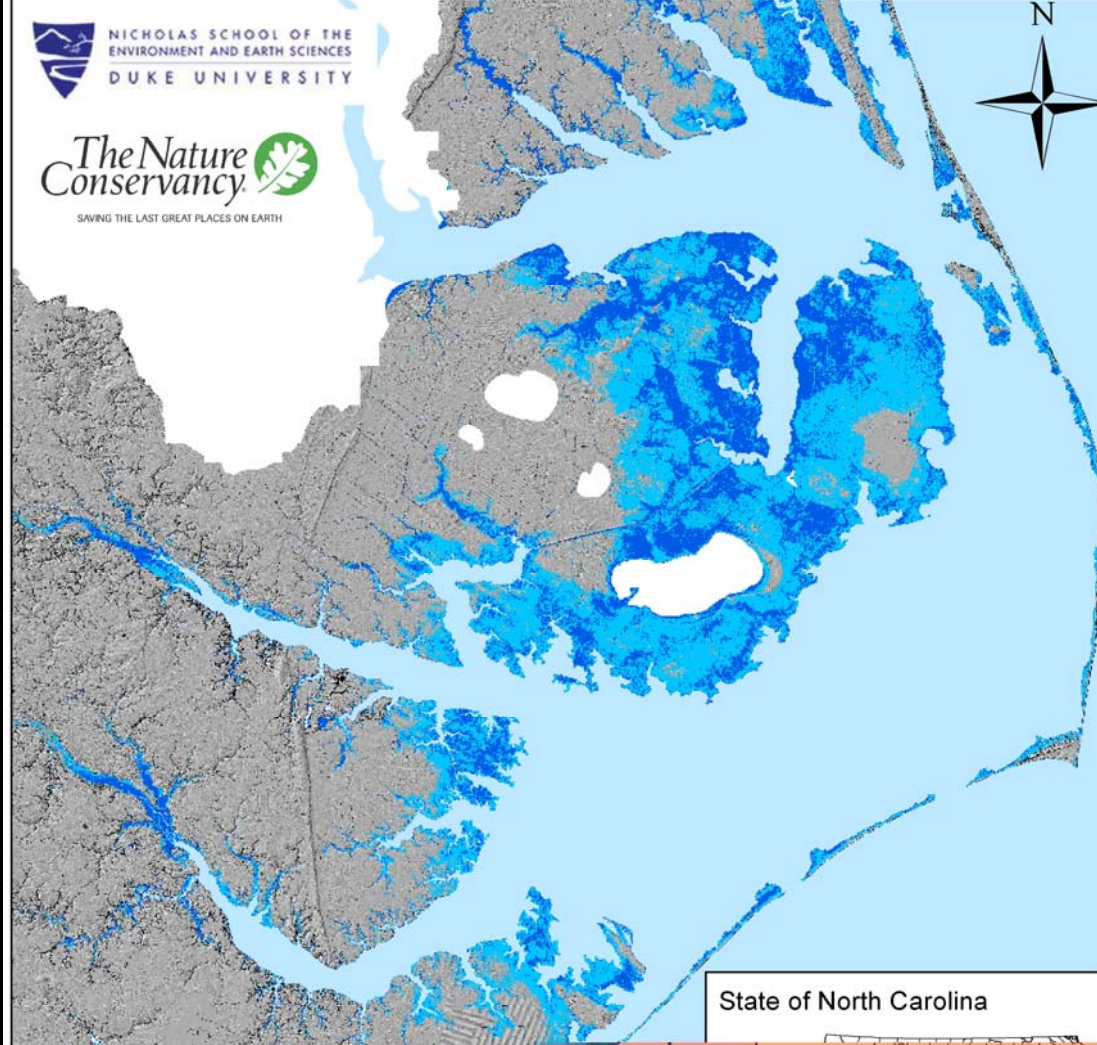 NICHOLAS SCHOOL OF THE
ENVIRONMENT AND EARTH SCIENCES
DUKE UNIVERSITY
N
The Nature
Conservancy
SAVING THE LAST GREAT PLACES ON EARTH
State of North Carolina